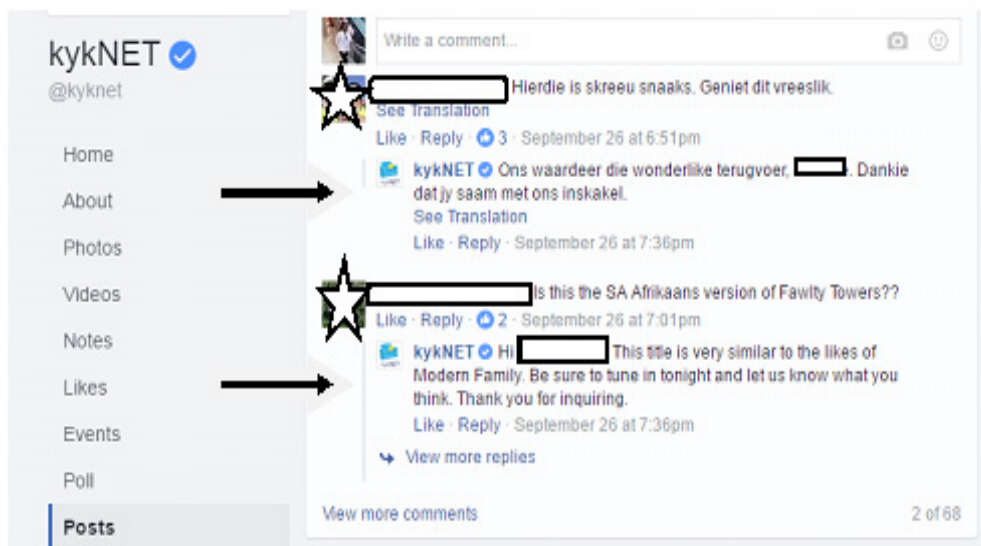 kykNET
@kyknet
Home
About
Photos
Videos
Notes
Likes
Events
Poll
Posts
Write a comment...
Hierdie is skreeu snaaks. Geniet dit vreeslik.
See Translation
Like · Reply · 3 · September 26 at 6:51pm
kykNET Ons waardeer die wonderlike terugvoer, . Dankie
dat jy saam met ons inskakel.
See Translation
Like · Reply · September 26 at 7:36pm
Is this the SA Afrikaans version of Fawlty Towers??
Like · Reply · 2 · September 26 at 7:01pm
kykNET Hi This title is very similar to the likes of
Modern Family. Be sure to tune in tonight and let us know what you
think. Thank you for inquiring.
Like · Reply · September 26 at 7:36pm
View more replies
View more comments
2 of 68